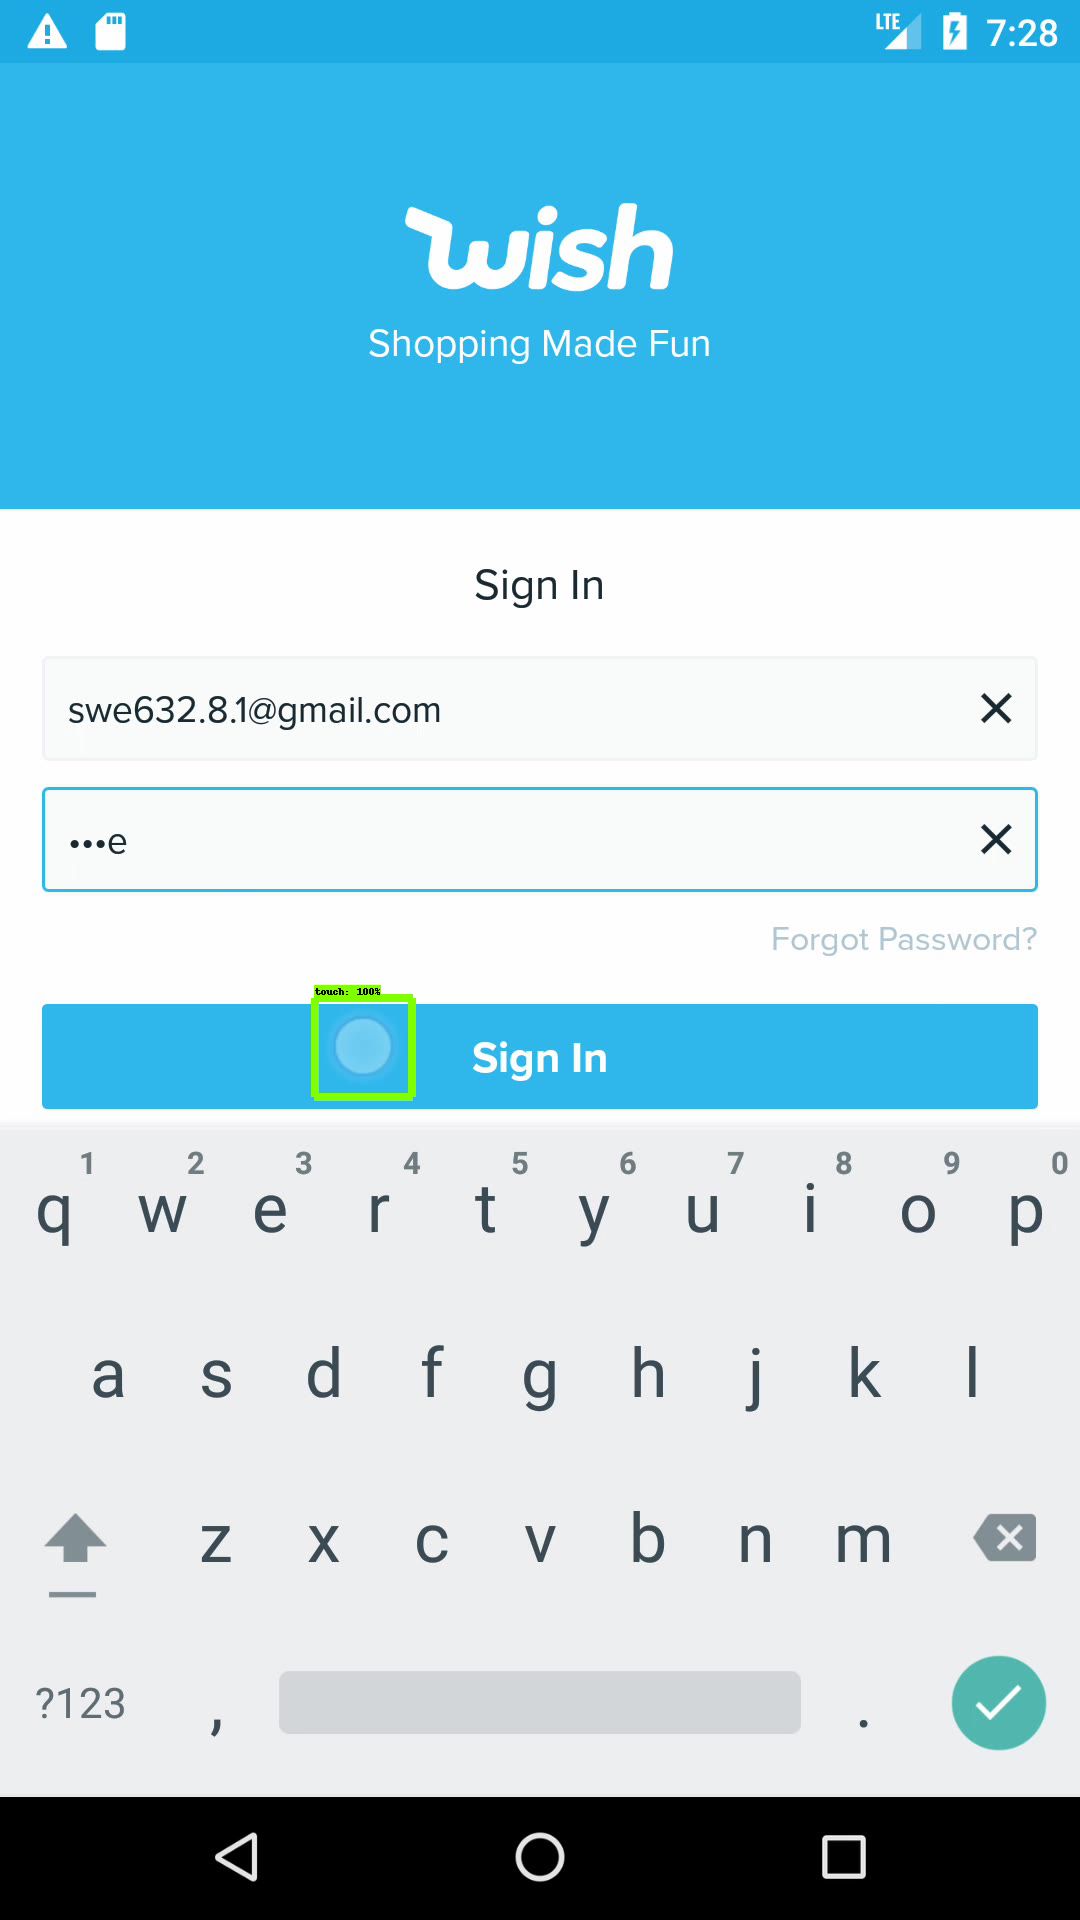 LTE 7:28
wish
Shopping Made Fun
Sign In
swe632.8.1@gmail.com
•••e
Forgot Password?
touch: 100%
Sign In
1 2 3 4 5 6 7 8 9 0
q w e r t y u i o p
a s d f g h j k l
z x c v b n m
?123 , .